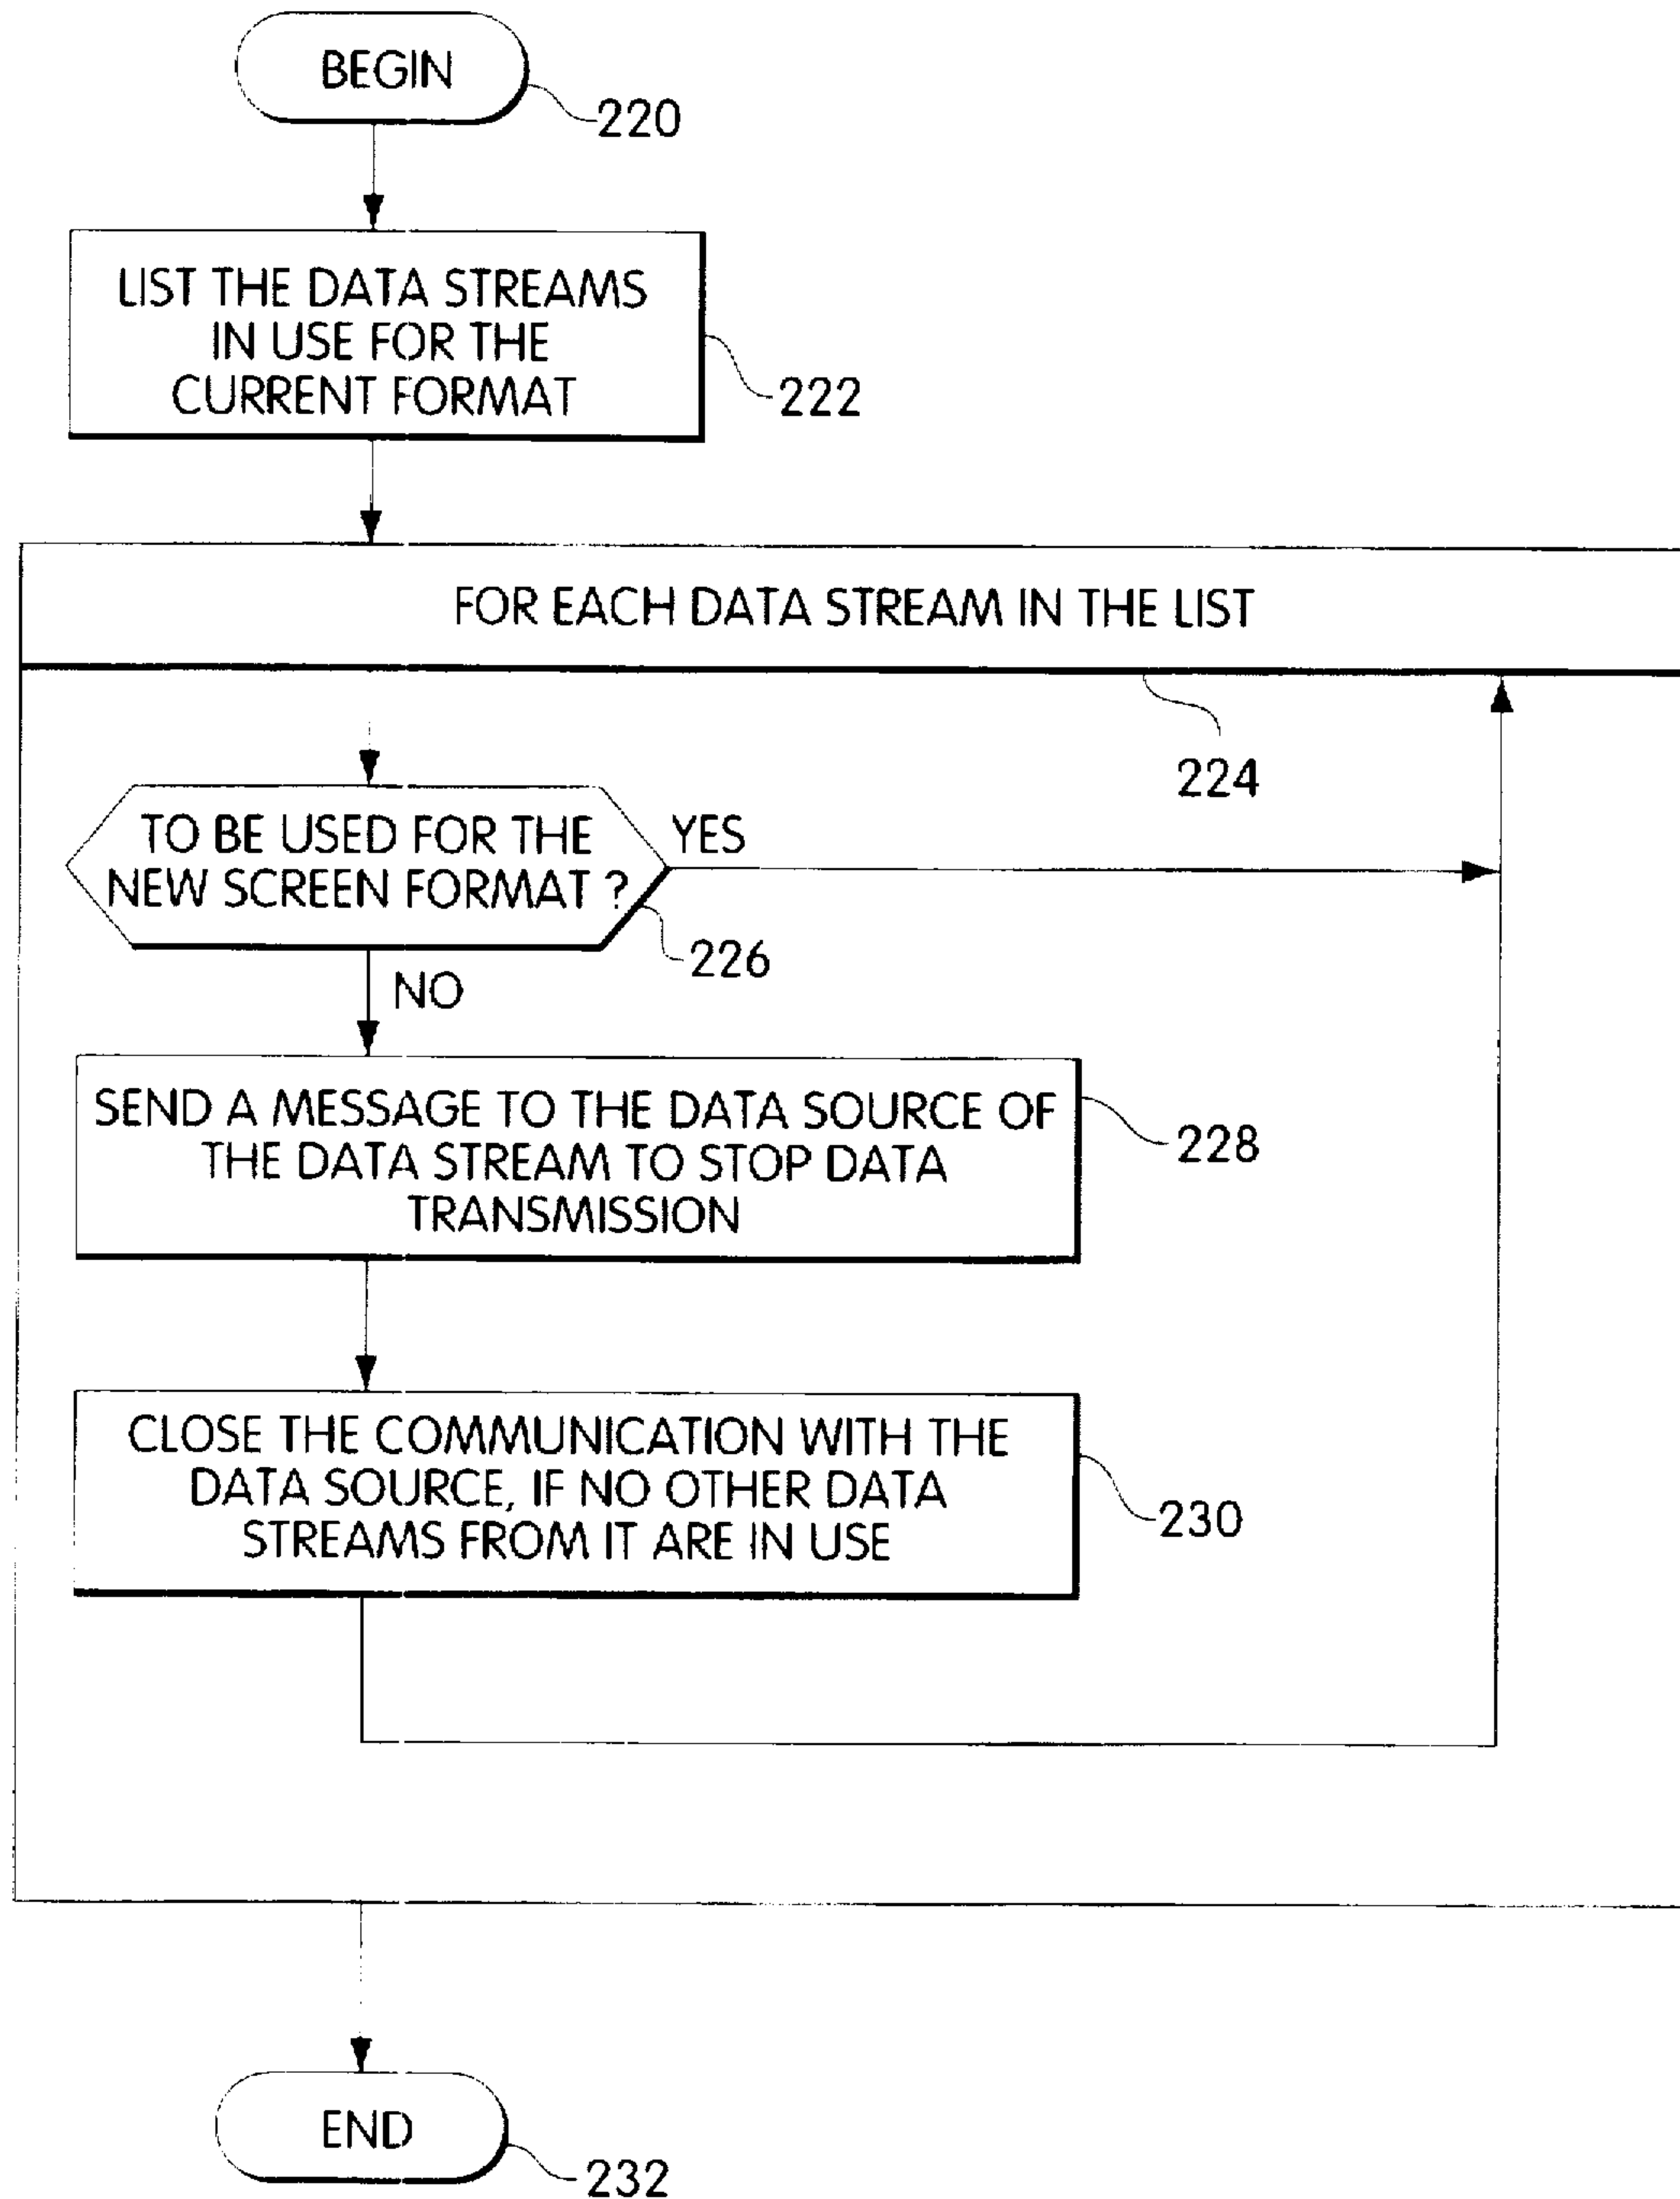 BEGIN
220
LIST THE DATA STREAMS
IN USE FOR THE
CURRENT FORMAT
222
FOR EACH DATA STREAM IN THE LIST
224
TO BE USED FOR THE
NEW SCREEN FORMAT ?
YES
226
NO
SEND A MESSAGE TO THE DATA SOURCE OF
THE DATA STREAM TO STOP DATA
TRANSMISSION
228
CLOSE THE COMMUNICATION WITH THE
DATA SOURCE, IF NO OTHER DATA
STREAMS FROM IT ARE IN USE
230
END
232